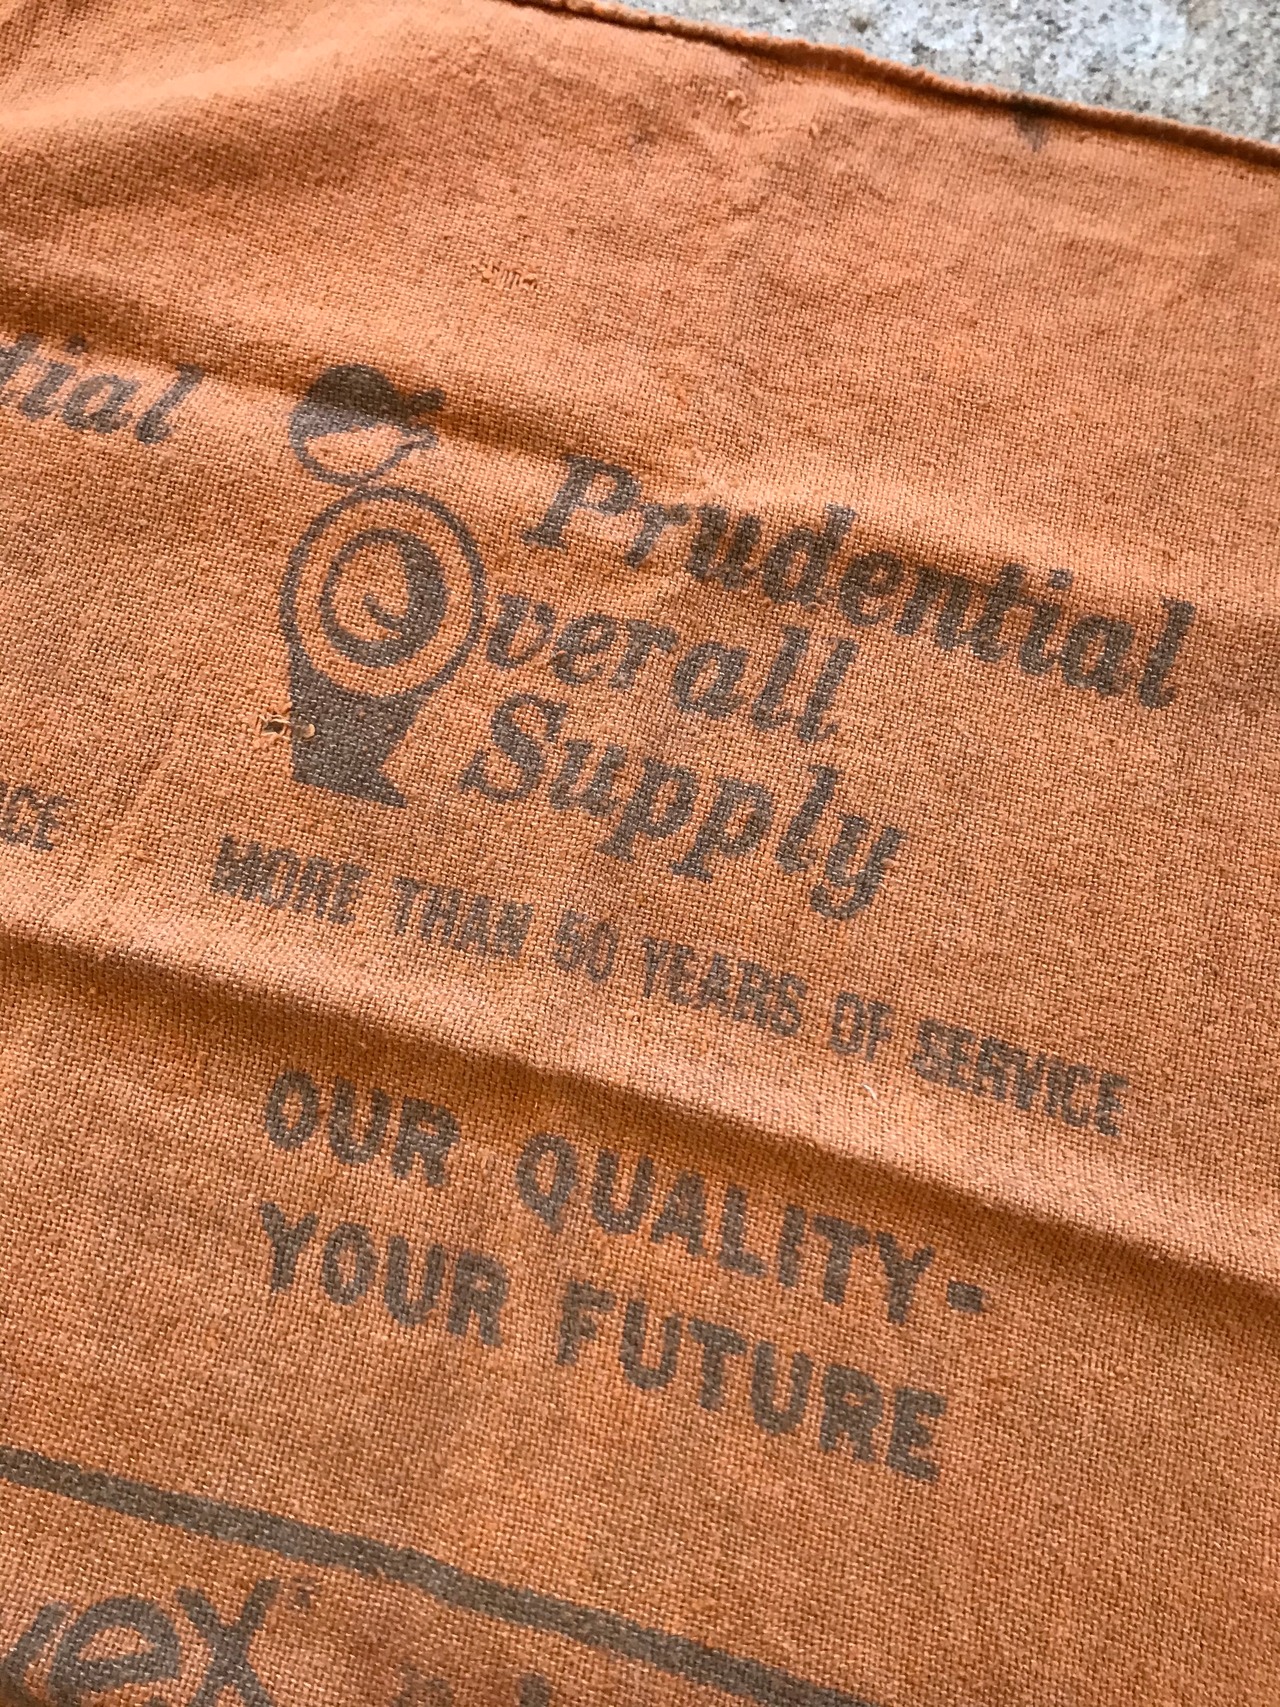 Prudential
Overall
Supply
MORE THAN 50 YEARS OF SERVICE
OUR QUALITY-
YOUR FUTURE